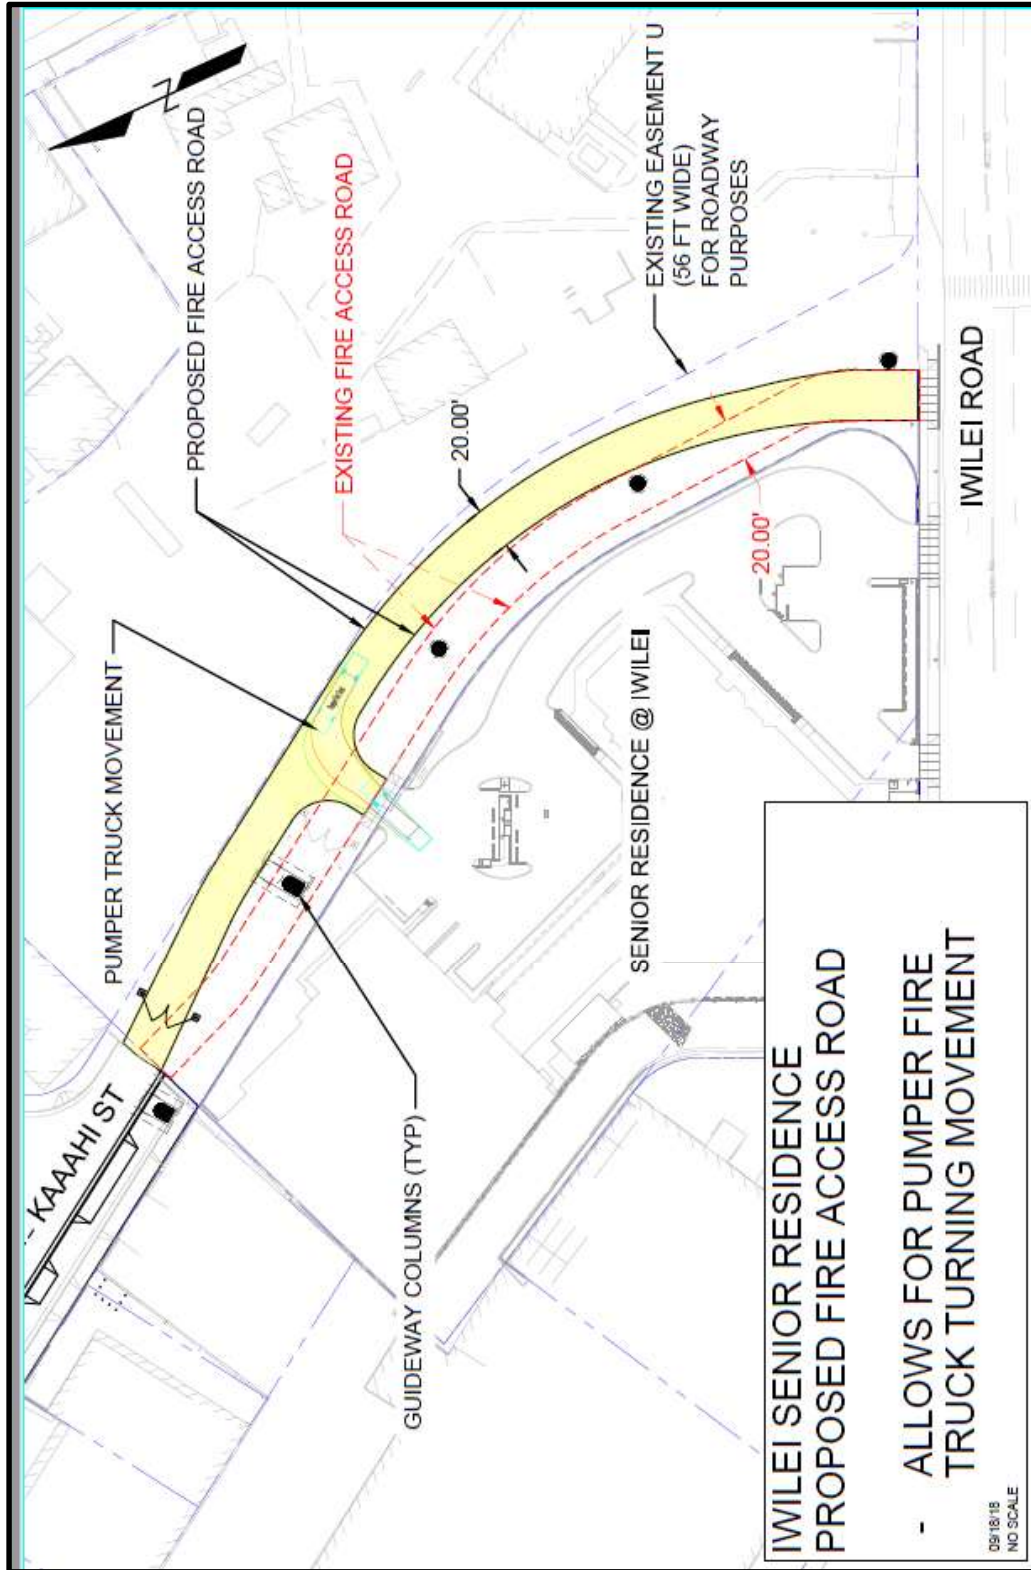 PROPOSED FIRE ACCESS ROAD
EXISTING FIRE ACCESS ROAD
EXISTING EASEMENT U
(56 FT WIDE)
FOR ROADWAY
PURPOSES
20.00'
PUMPER TRUCK MOVEMENT
20.00'
IWILEI ROAD
SENIOR RESIDENCE @ IWILEI
KAAAHI ST
GUIDEWAY COLUMNS (TYP)
IWILEI SENIOR RESIDENCE
PROPOSED FIRE ACCESS ROAD
- ALLOWS FOR PUMPER FIRE
TRUCK TURNING MOVEMENT
09/18/18
NO SCALE